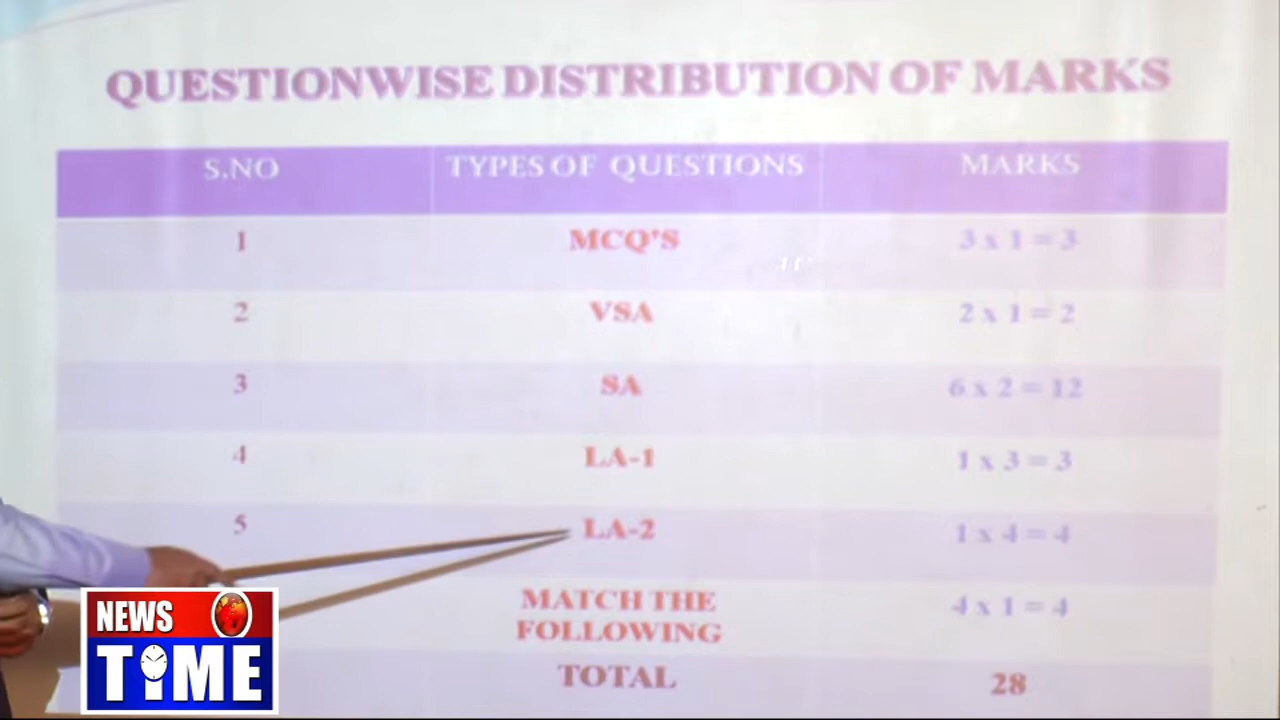 QUESTIONWISE DISTRIBUTION OF MARKS
S.NO TYPES OF QUESTIONS MARKS
1 MCQ'S 3 x 1 = 3
2 VSA 2 x 1 = 2
3 SA 6 x 2 = 12
4 LA-1 1 x 3 = 3
5 LA-2 1 x 4 = 4
MATCH THE
FOLLOWING 4 x 1 = 4
TOTAL 28
NEWS
TIME